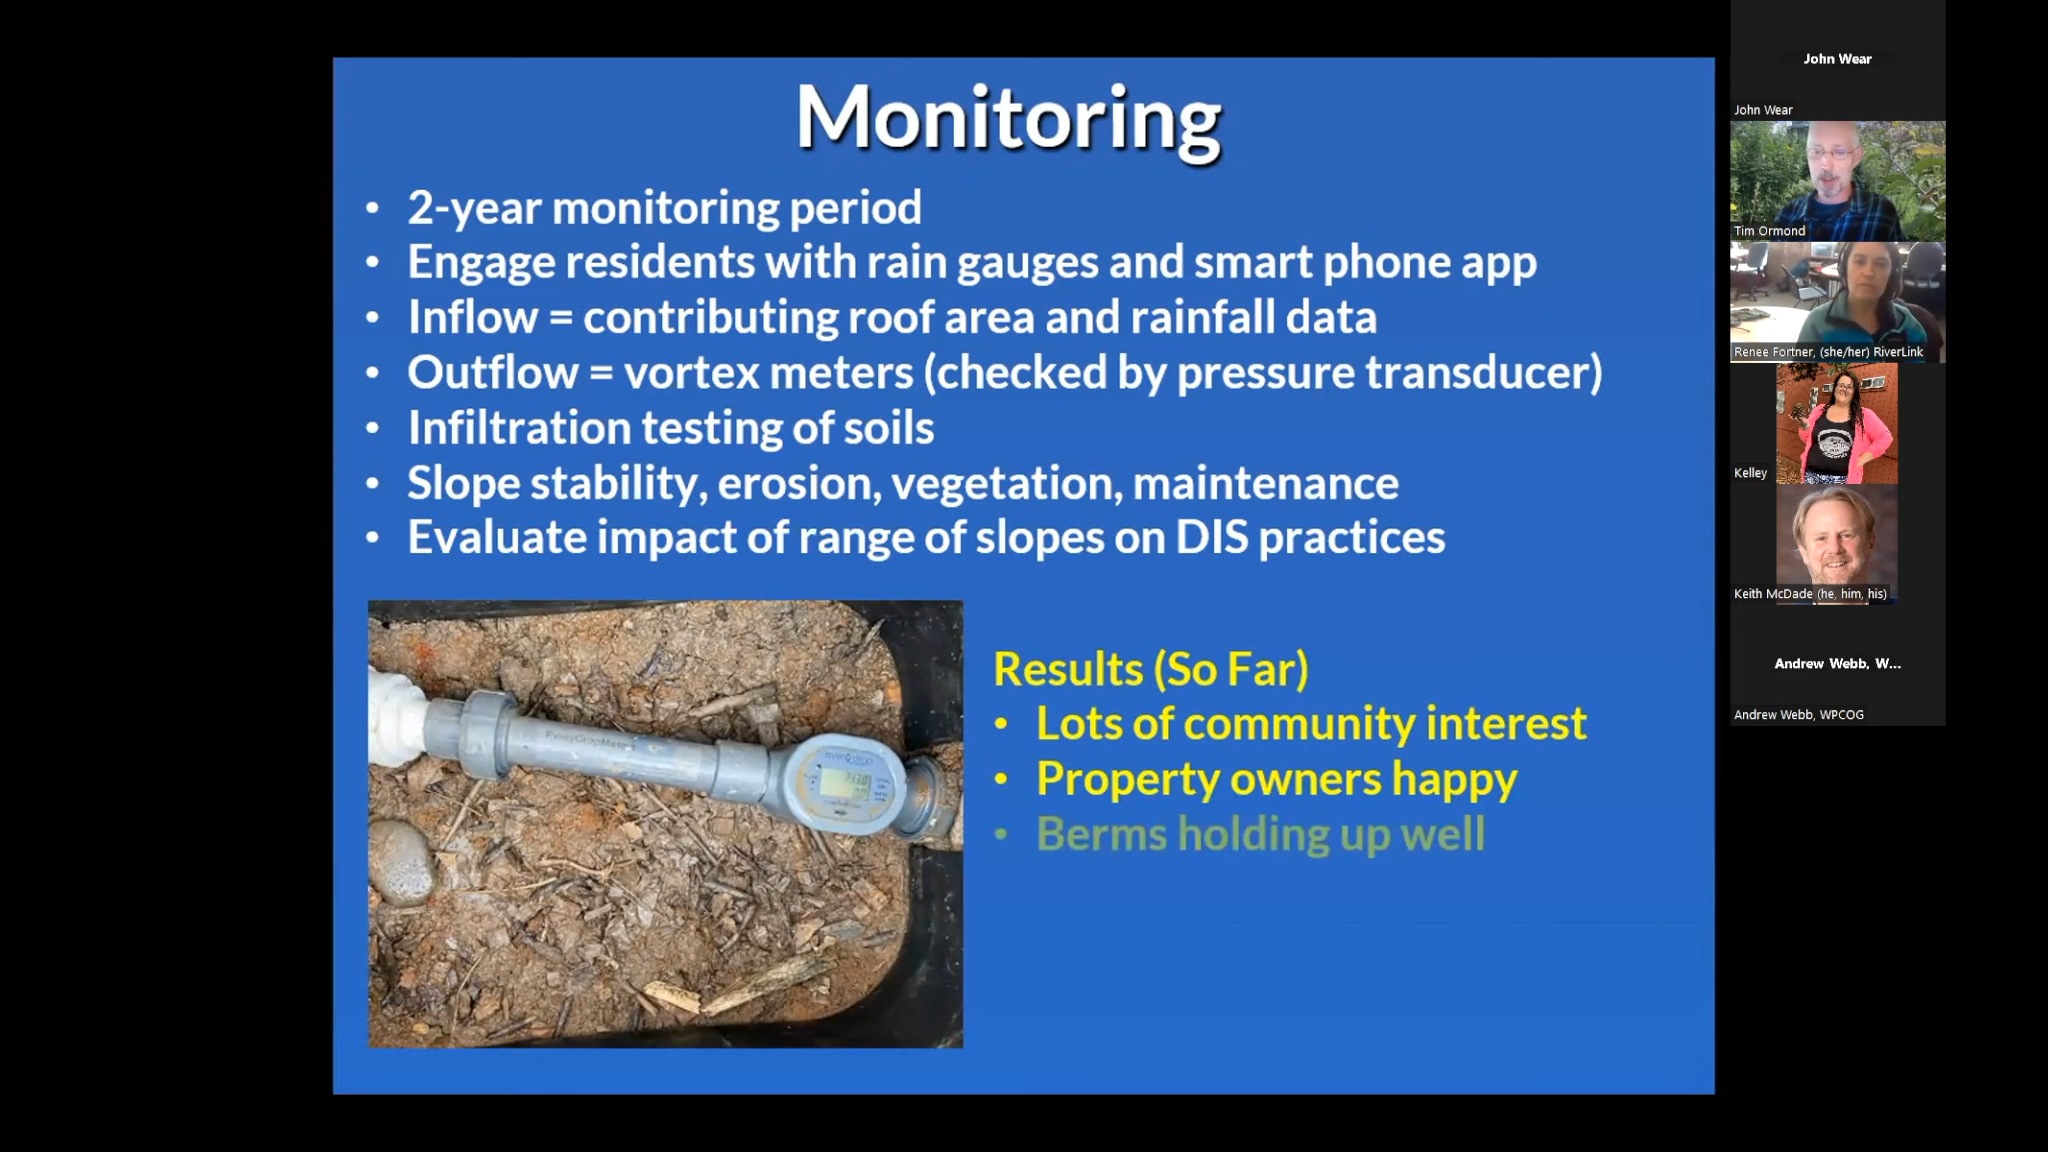 Monitoring
• 2-year monitoring period
• Engage residents with rain gauges and smart phone app
• Inflow = contributing roof area and rainfall data
• Outflow = vortex meters (checked by pressure transducer)
• Infiltration testing of soils
• Slope stability, erosion, vegetation, maintenance
• Evaluate impact of range of slopes on DIS practices
Results (So Far)
• Lots of community interest
• Property owners happy
• Berms holding up well
John Wear
John Wear
Tim Ormond
Renee Fortner, (she/her) RiverLink
Kelley
Keith McDade (he, him, his)
Andrew Webb, W...
Andrew Webb, WPCOG